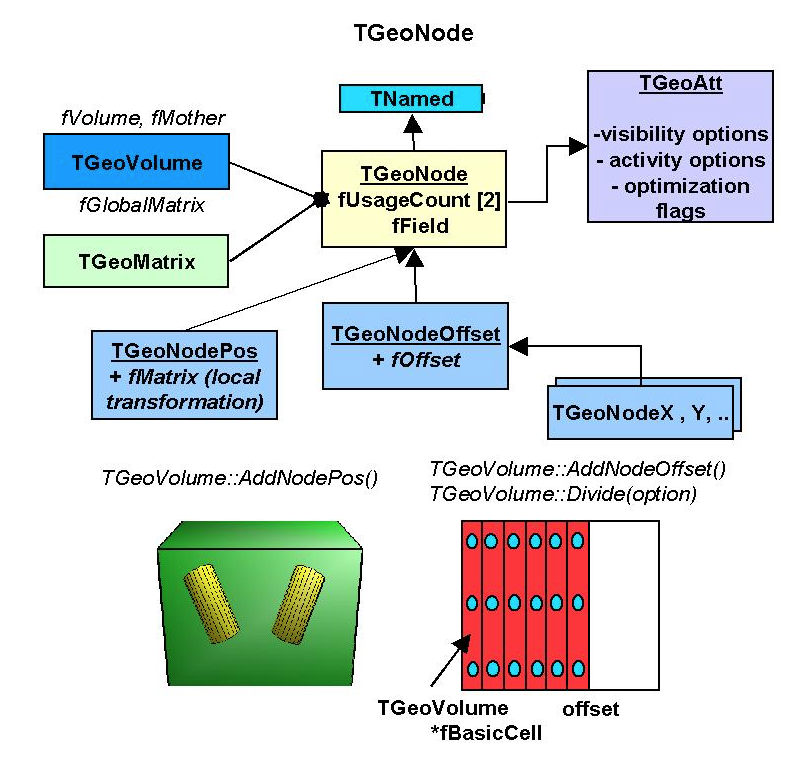 TGeoNode
TNamed
TGeoAtt
-visibility options
- activity options
- optimization
flags
fVolume, fMother
TGeoVolume
fGlobalMatrix
TGeoMatrix
TGeoNode
fUsageCount [2]
fField
TGeoNodePos
+ fMatrix (local
transformation)
TGeoNodeOffset
+ fOffset
TGeoNodeX , Y, ..
TGeoVolume::AddNodePos()
TGeoVolume::AddNodeOffset()
TGeoVolume::Divide(option)
TGeoVolume
*fBasicCell
offset